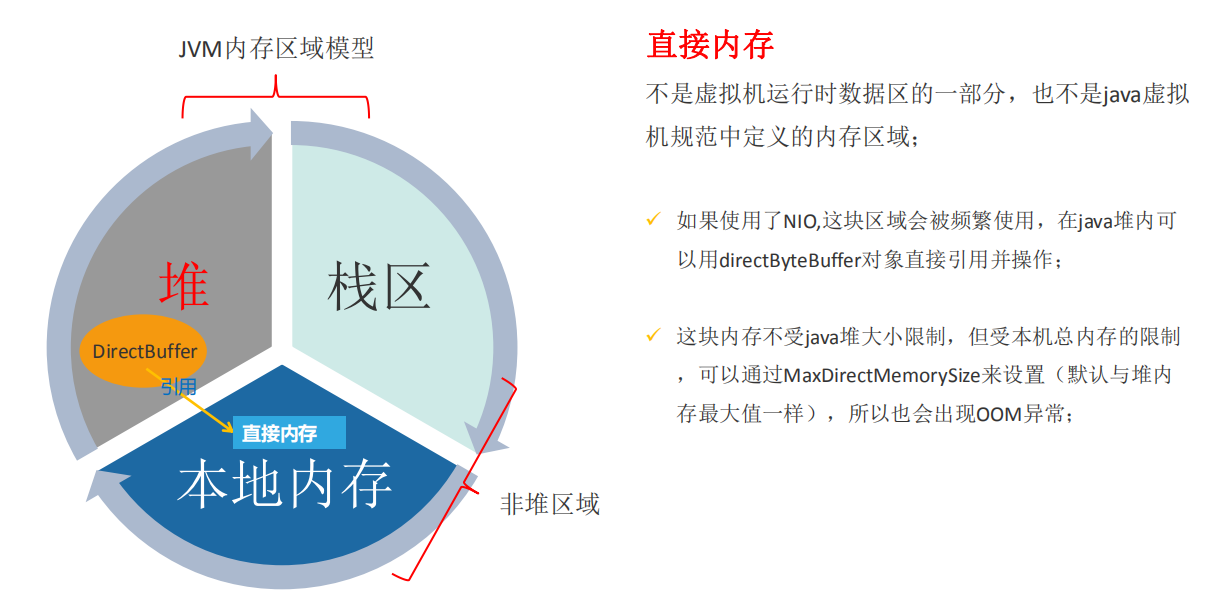 JVM内存区域模型
堆
栈区
DirectBuffer
引用
直接内存
本地内存
非堆区域
直接内存
不是虚拟机运行时数据区的一部分，也不是java虚拟
机规范中定义的内存区域；
✓ 如果使用了NIO,这块区域会被频繁使用，在java堆内可
以用directByteBuffer对象直接引用并操作；
✓ 这块内存不受java堆大小限制，但受本机总内存的限制
，可以通过MaxDirectMemorySize来设置（默认与堆内
存最大值一样），所以也会出现OOM异常；